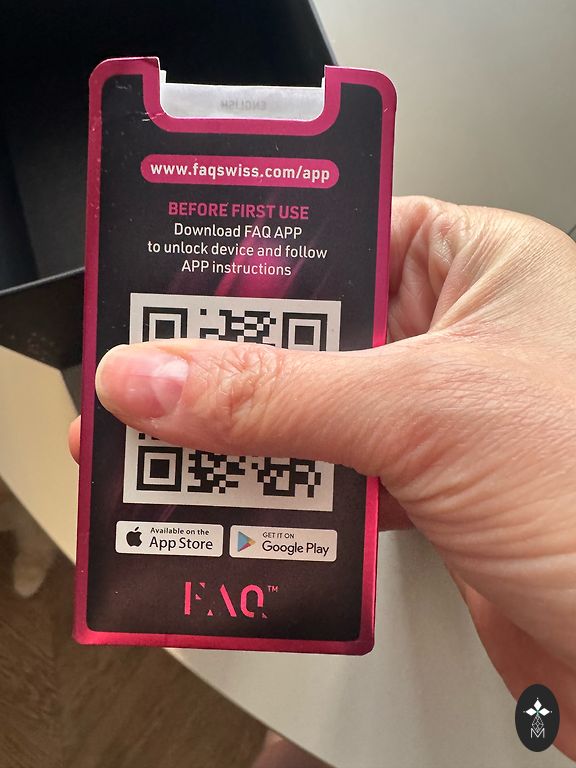 ENGLISH
www.faqswiss.com/app
BEFORE FIRST USE
Download FAQ APP
to unlock device and follow
APP instructions
Available on the
App Store
GET IT ON
Google Play
FAQ™
M